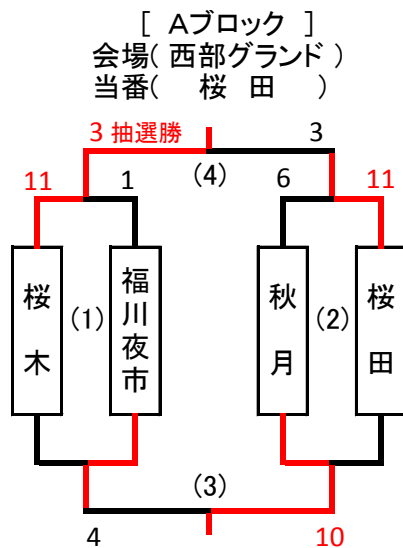 [ Aブロック ]
会場( 西部グランド )
当番( 桜 田 )
3 抽選勝 3
(4)
11 1 6 11
桜木 (1) 福川夜市 秋月 (2) 桜田
(3)
4 10